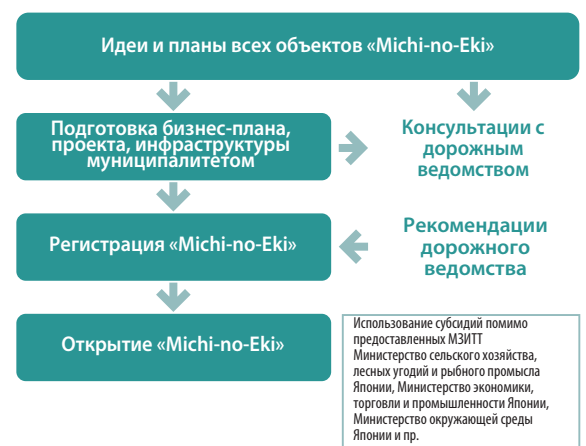 Идеи и планы всех объектов «Michi-no-Eki»
Подготовка бизнес-плана,
проекта, инфраструктуры
муниципалитетом
Консультации с
дорожным
ведомством
Регистрация «Michi-no-Eki»
Рекомендации
дорожного
ведомства
Открытие «Michi-no-Eki»
Использование субсидий помимо
предоставленных МЗИТТ
Министерство сельского хозяйства,
лесных угодий и рыбного промысла
Японии, Министерство экономики,
торговли и промышленности Японии,
Министерство окружающей среды
Японии и пр.